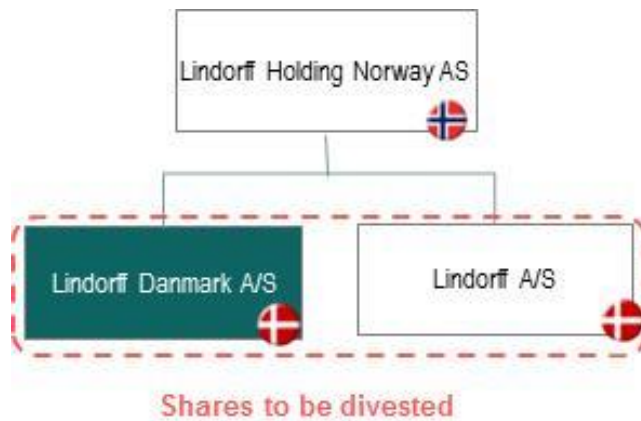 Lindorff Holding Norway AS
Lindorff Danmark A/S
Lindorff A/S
Shares to be divested